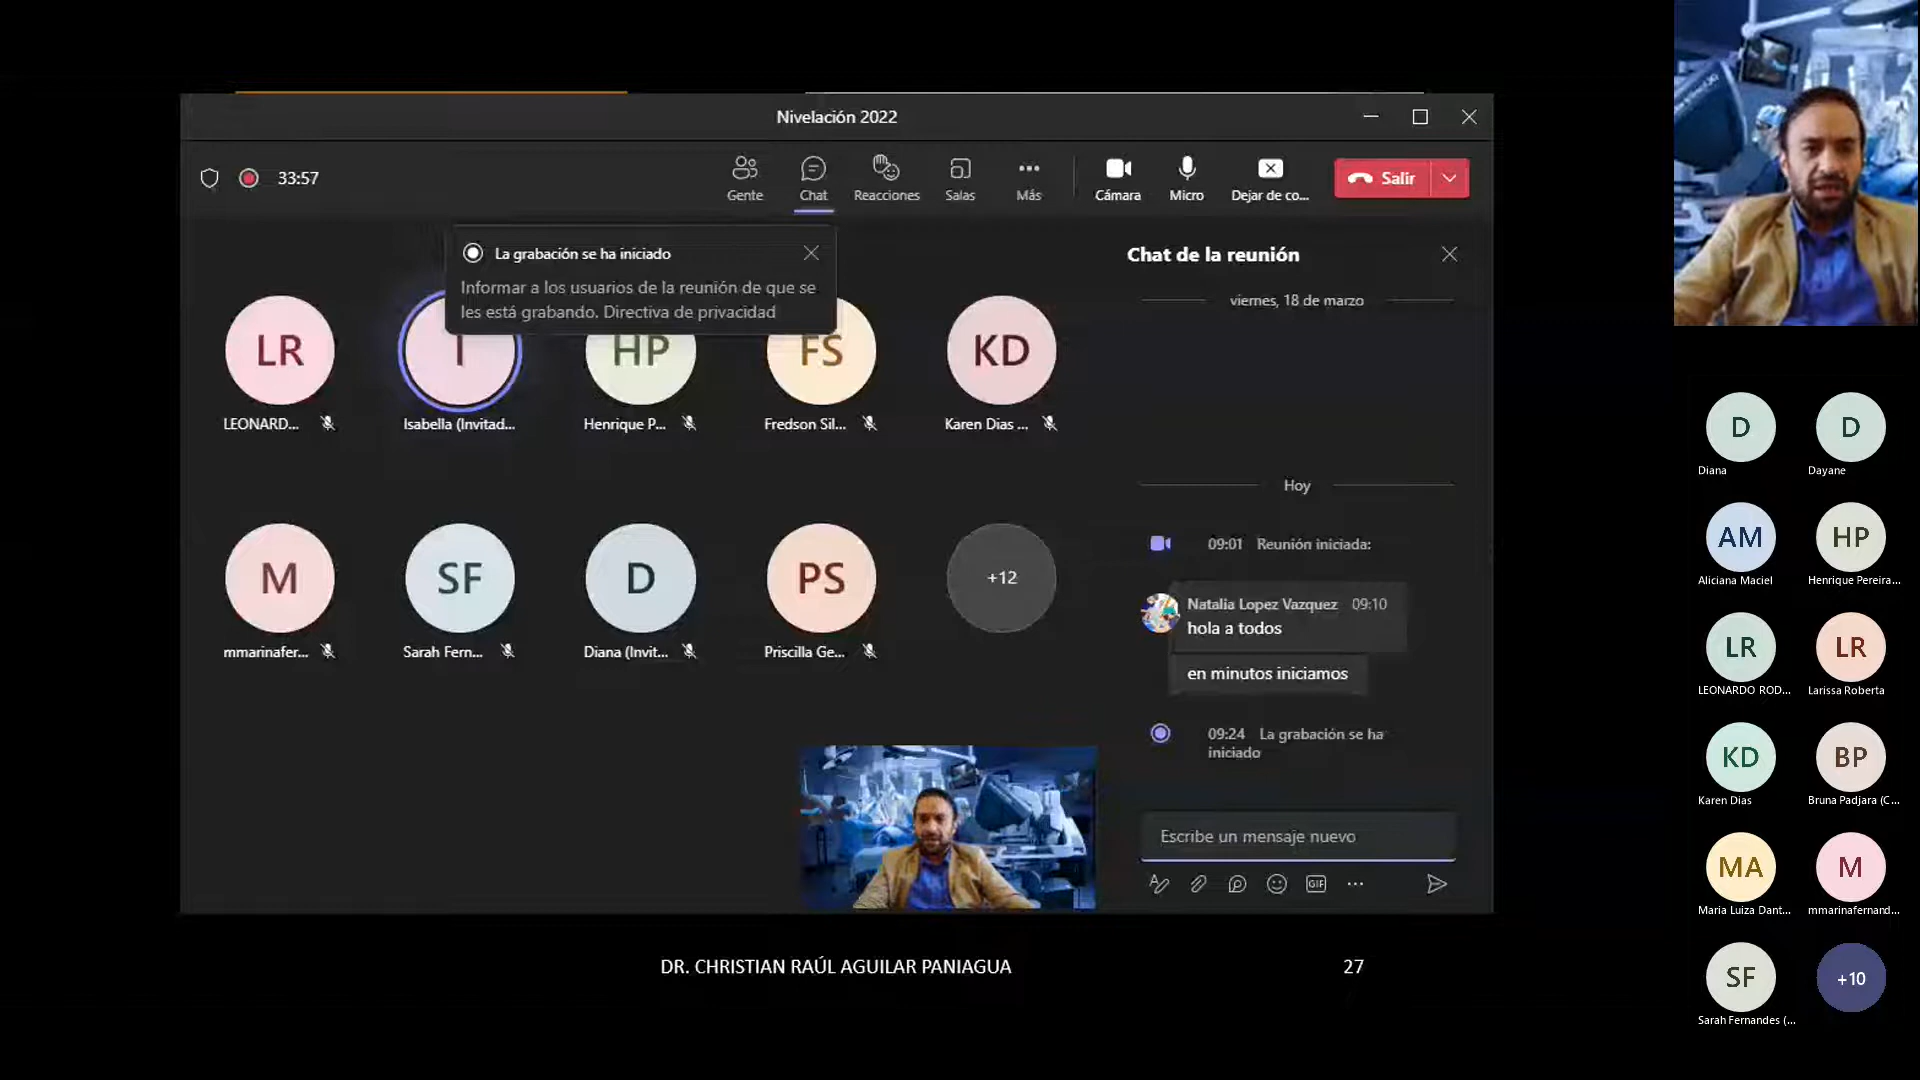 Nivelación 2022
33:57
Gente
Chat
Reacciones
Salas
Más
Cámara
Micro
Dejar de co...
Salir
La grabación se ha iniciado
Informar a los usuarios de la reunión de que se
les está grabando. Directiva de privacidad
LR
I
HP
FS
KD
LEONARD...
Isabella (Invitad...
Henrique P...
Fredson Sil...
Karen Dias ...
M
SF
D
PS
+12
mmarinafer...
Sarah Fern...
Diana (Invit...
Priscilla Ge...
Chat de la reunión
viernes, 18 de marzo
Hoy
09:01 Reunión iniciada:
Natalia Lopez Vazquez 09:10
hola a todos
en minutos iniciamos
09:24 La grabación se ha
iniciado
Escribe un mensaje nuevo
GIF
DR. CHRISTIAN RAÚL AGUILAR PANIAGUA
27
D
D
Diana
Dayane
AM
HP
Aliciana Maciel
Henrique Pereira...
LR
LR
LEONARDO ROD...
Larissa Roberta
KD
BP
Karen Dias
Bruna Padjara (C...
MA
M
Maria Luiza Dant...
mmarinafernand...
SF
+10
Sarah Fernandes (...